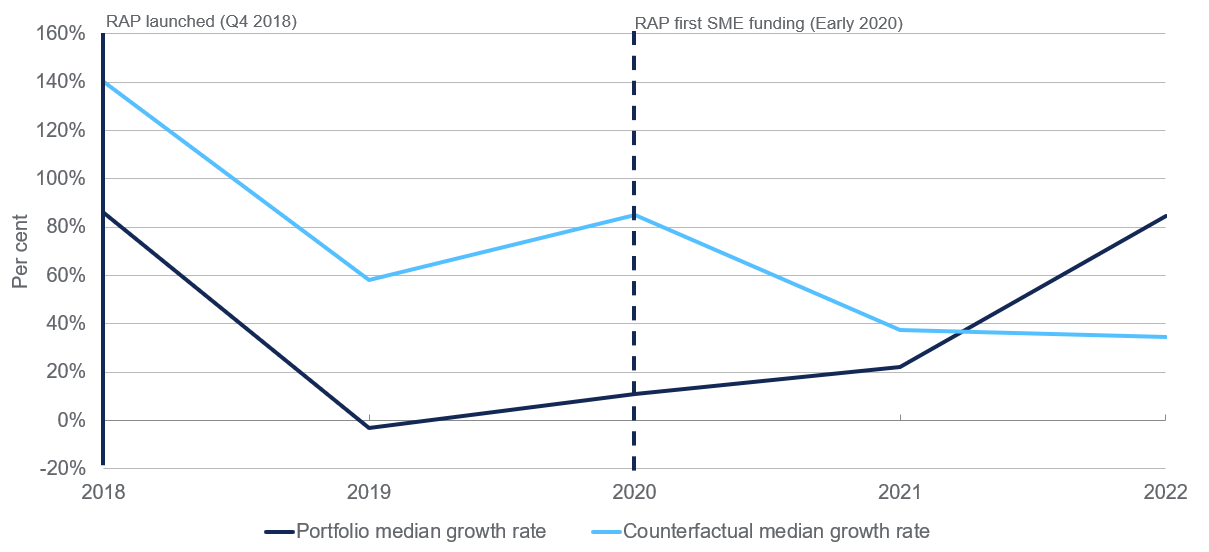 RAP launched (Q4 2018)
RAP first SME funding (Early 2020)
160%
140%
120%
100%
80%
60%
40%
20%
0%
-20%
Per cent
2018 2019 2020 2021 2022
Portfolio median growth rate Counterfactual median growth rate